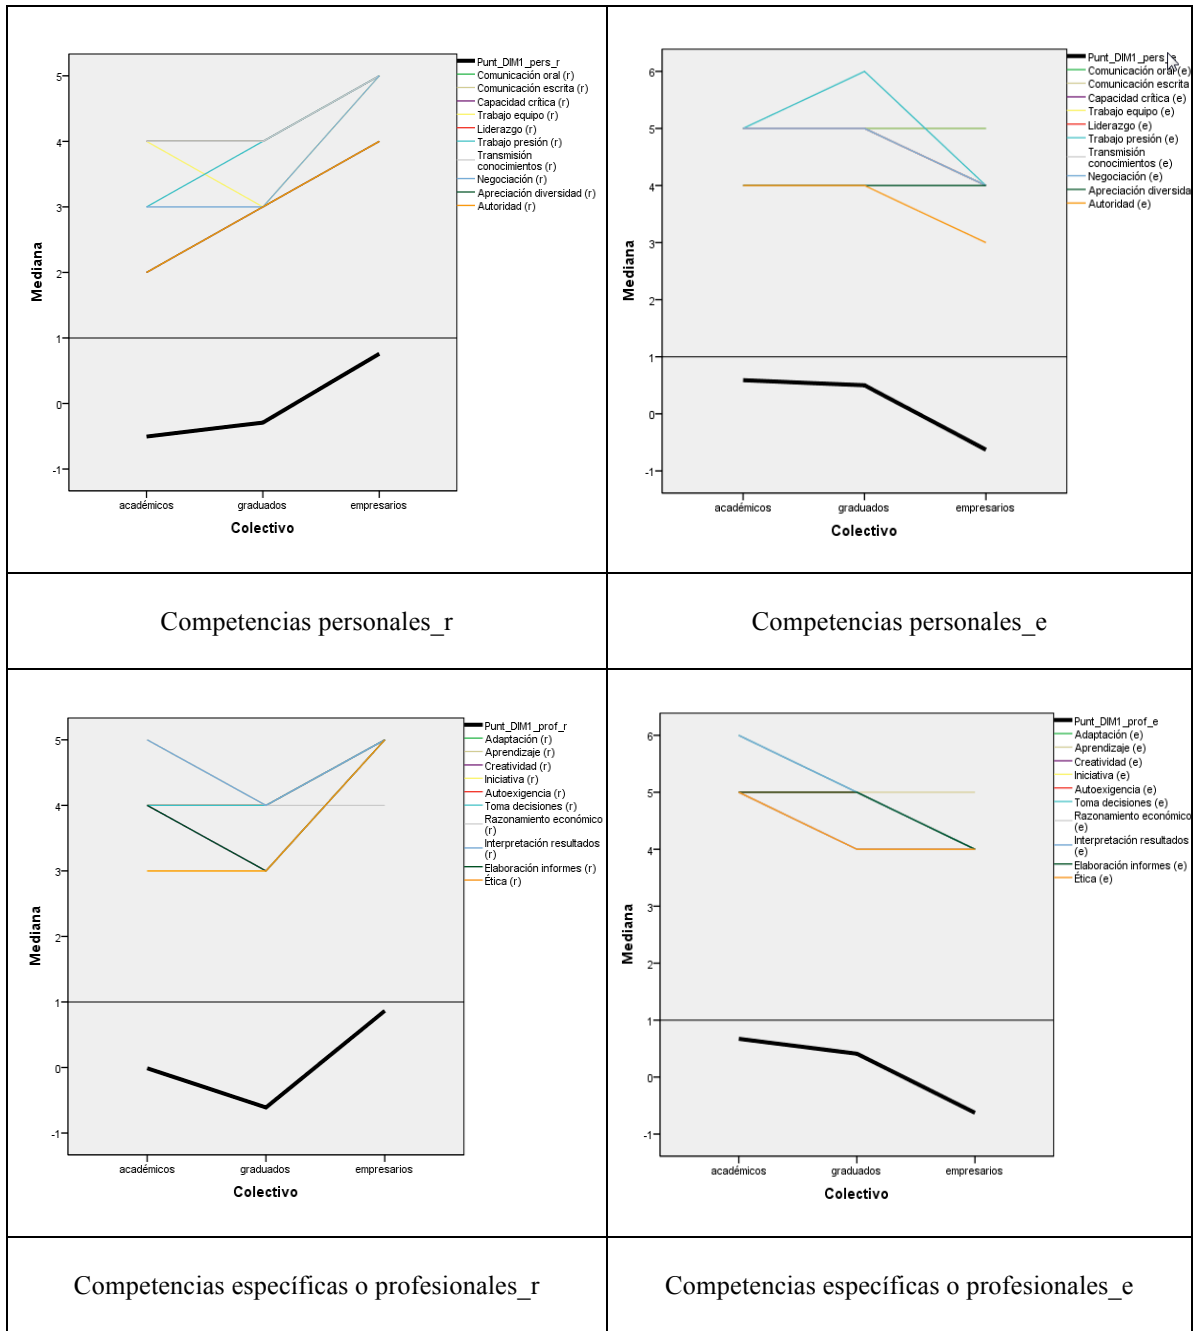 Punt_DIM1_pers_r
Comunicación oral (r)
Comunicación escrita (r)
Capacidad crítica (r)
Trabajo equipo (r)
Liderazgo (r)
Trabajo presión (r)
Transmisión
conocimientos (r)
Negociación (r)
Apreciación diversidad (r)
Autoridad (r)
5
4
3
2
1
0
-1
Mediana
académicos graduados empresarios
Colectivo
Punt_DIM1_pers_e
Comunicación oral (e)
Comunicación escrita
Capacidad crítica (e)
Trabajo equipo (e)
Liderazgo (e)
Trabajo presión (e)
Transmisión
conocimientos (e)
Negociación (e)
Apreciación diversida
Autoridad (e)
6
5
4
3
2
1
0
-1
Mediana
académicos graduados empresarios
Colectivo
Competencias personales_r
Competencias personales_e
Punt_DIM1_prof_r
Adaptación (r)
Aprendizaje (r)
Creatividad (r)
Iniciativa (r)
Autoexigencia (r)
Toma decisiones (r)
Razonamiento económico
(r)
Interpretación resultados
(r)
Elaboración informes (r)
Ética (r)
5
4
3
2
1
0
-1
Mediana
académicos graduados empresarios
Colectivo
Punt_DIM1_prof_e
Adaptación (e)
Aprendizaje (e)
Creatividad (e)
Iniciativa (e)
Autoexigencia (e)
Toma decisiones (e)
Razonamiento económico
(e)
Interpretación resultados
(e)
Elaboración informes (e)
Ética (e)
6
5
4
3
2
1
0
-1
Mediana
académicos graduados empresarios
Colectivo
Competencias específicas o profesionales_r
Competencias específicas o profesionales_e